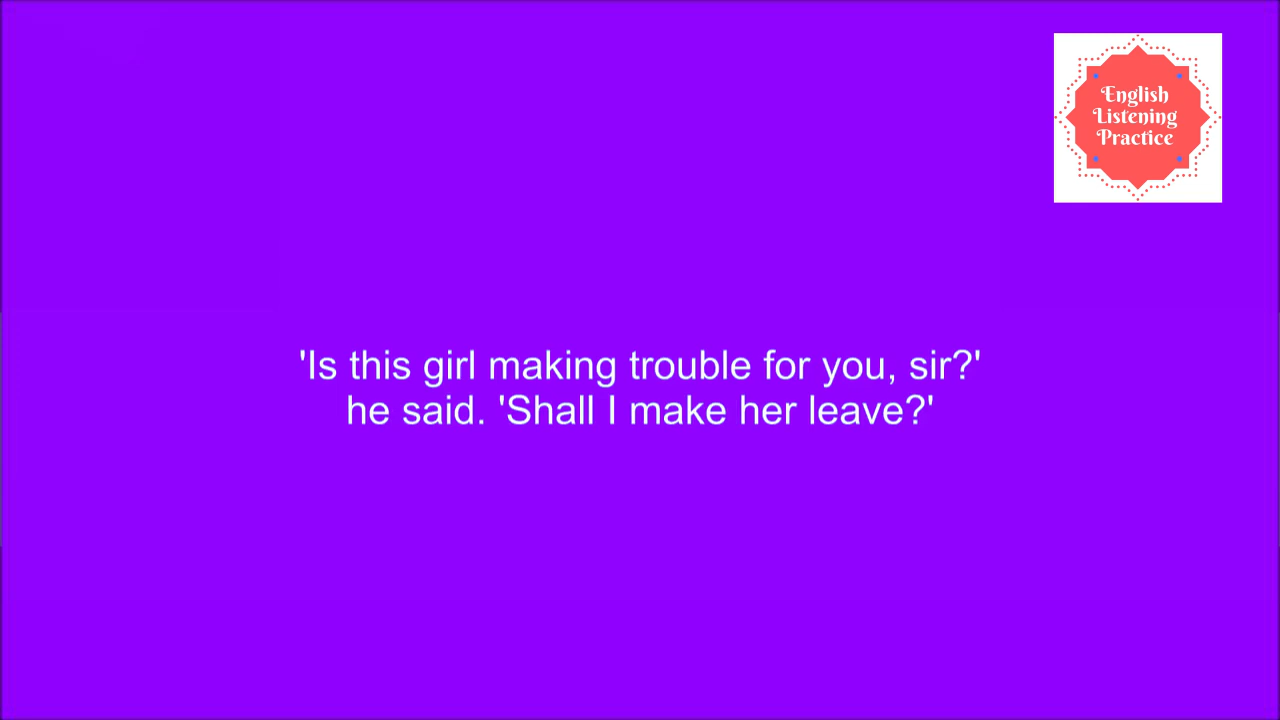 English
Listening
Practice
'Is this girl making trouble for you, sir?'
he said. 'Shall I make her leave?'